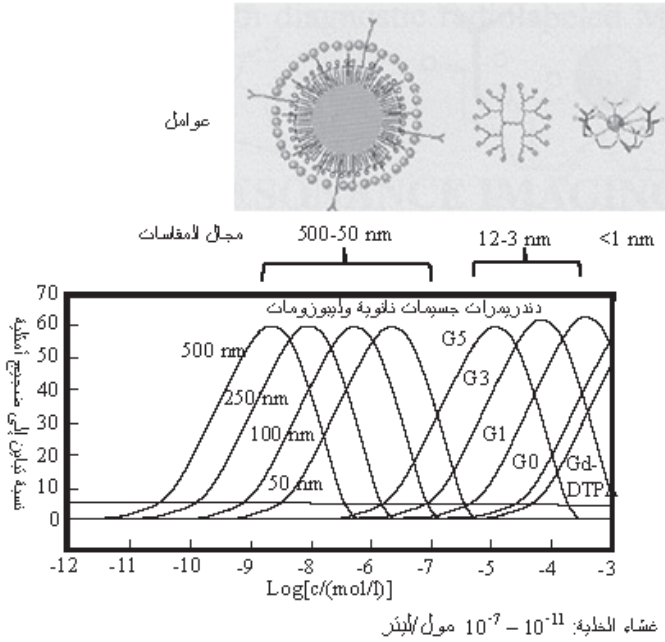 عوامل
مجال لامقاسات 500-50 nm 12-3 nm <1 nm
دندريمرات جسيمات نانوية وليبوزومات
70
60
50
40
30
20
10
0
500 nm
250 nm
100 nm
50 nm
G5
G3
G1
G0
Gd-
DTPA
-12 -11 -10 -9 -8 -7 -6 -5 -4 -3
Log[c/(mol/l)]
غشاء الخلية: 10⁻¹¹ – 10⁻⁷ مول/ليتر